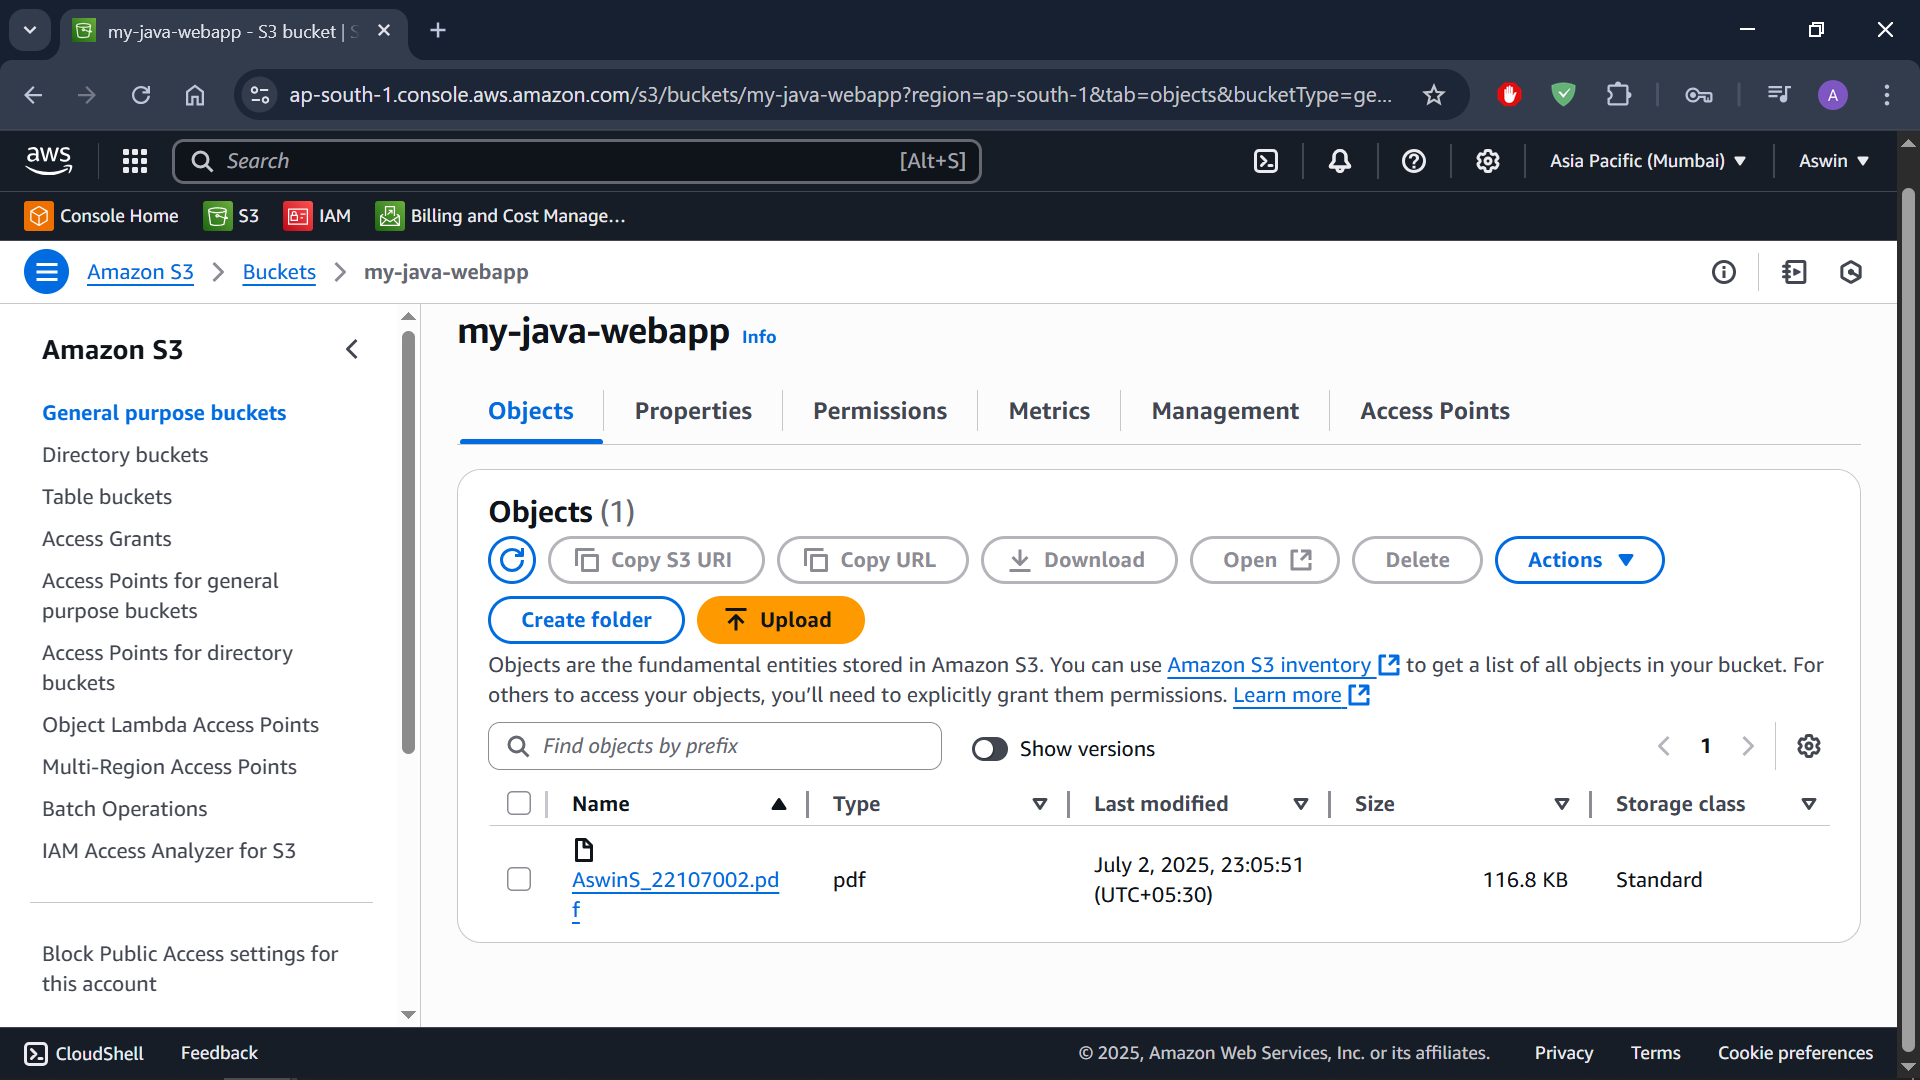 my-java-webapp - S3 bucket | S
ap-south-1.console.aws.amazon.com/s3/buckets/my-java-webapp?region=ap-south-1&tab=objects&bucketType=ge...
A
aws
Search
[Alt+S]
Asia Pacific (Mumbai)
Aswin
Console Home
S3
IAM
Billing and Cost Manage...
Amazon S3
Buckets
my-java-webapp
Amazon S3
General purpose buckets
Directory buckets
Table buckets
Access Grants
Access Points for general
purpose buckets
Access Points for directory
buckets
Object Lambda Access Points
Multi-Region Access Points
Batch Operations
IAM Access Analyzer for S3
Block Public Access settings for
this account
my-java-webapp Info
Objects
Properties
Permissions
Metrics
Management
Access Points
Objects (1)
Copy S3 URI
Copy URL
Download
Open
Delete
Actions
Create folder
Upload
Objects are the fundamental entities stored in Amazon S3. You can use Amazon S3 inventory to get a list of all objects in your bucket. For
others to access your objects, you’ll need to explicitly grant them permissions. Learn more
Find objects by prefix
Show versions
1
Name
Type
Last modified
Size
Storage class
AswinS_22107002.pd
f
pdf
July 2, 2025, 23:05:51
(UTC+05:30)
116.8 KB
Standard
CloudShell
Feedback
© 2025, Amazon Web Services, Inc. or its affiliates.
Privacy
Terms
Cookie preferences